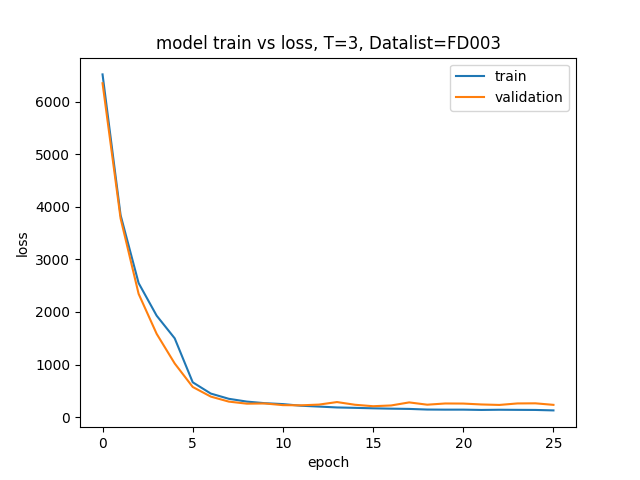 model train vs loss, T=3, Datalist=FD003
train
validation
6000
5000
4000
3000
2000
1000
0
loss
0 5 10 15 20 25
epoch